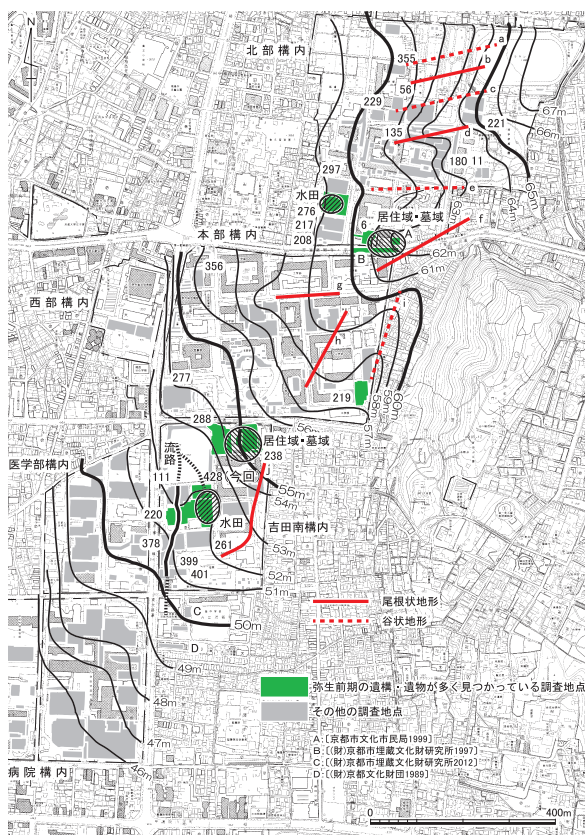 N
北部構内
a
355
b
56
c
229
67m
66m
135
d
221
65m
180 11
297
水田
e
64m
63m
276
居住域・墓域
f
217
6
A
208
本部構内
B
62m
61m
356
西部構内
g
i
h
60m
277
59m
219
58m
57m
56m
288
居住域・墓域
流路
238
医学部構内
428(今回)
j
55m
111
54m
220
水田
吉田南構内
378
261
53m
399
52m
401
51m
C
50m
D
49m
48m
47m
46m
病院構内
尾根状地形
谷状地形
弥生前期の遺構・遺物が多く見つかっている調査地点
その他の調査地点
A:[京都市文化市民局1999]
B:[(財)京都市埋蔵文化財研究所1997]
C:[(財)京都市埋蔵文化財研究所2012]
D:[(財)京都文化財団1989]
0 400m